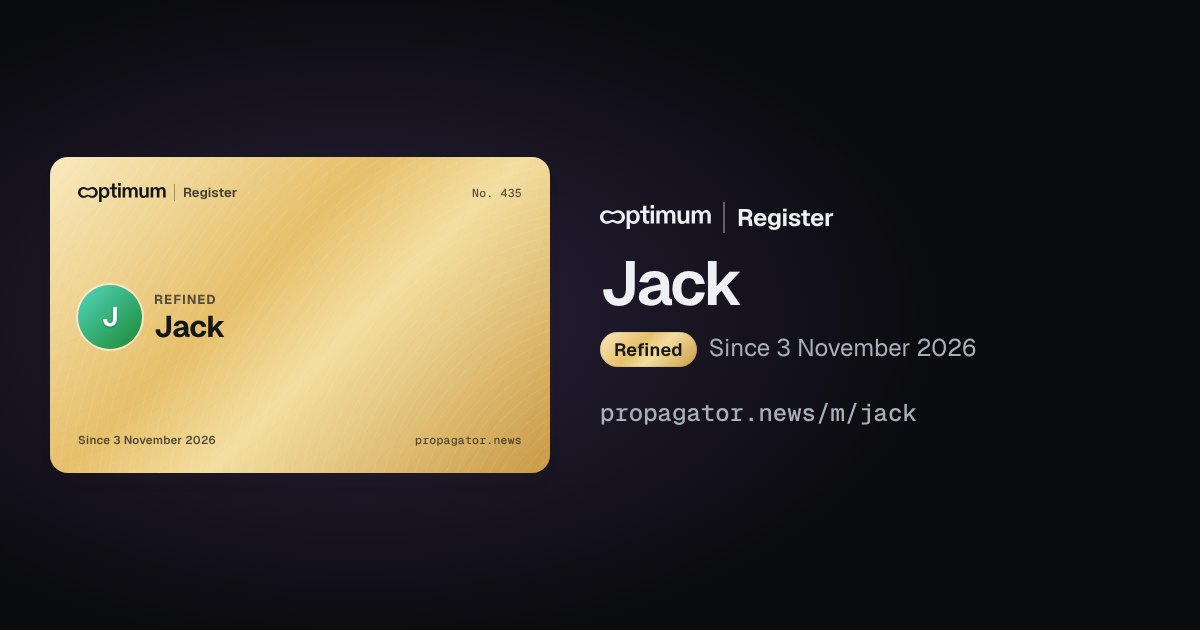 optimum | Register
No. 435
J
REFINED
Jack
Since 3 November 2026
propagator.news
optimum | Register
Jack
Refined
Since 3 November 2026
propagator.news/m/jack